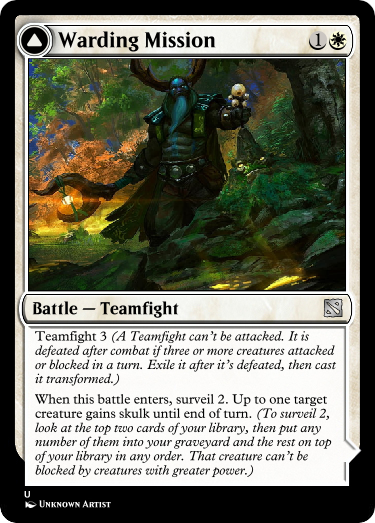 Warding Mission 1
Battle — Teamfight
Teamfight 3 (A Teamfight can't be attacked. It is
defeated after combat if three or more creatures attacked
or blocked in a turn. Exile it after it's defeated, then cast
it transformed.)
When this battle enters, surveil 2. Up to one target
creature gains skulk until end of turn. (To surveil 2,
look at the top two cards of your library, then put any
number of them into your graveyard and the rest on top
of your library in any order. That creature can't be
blocked by creatures with greater power.)
U
Unknown Artist